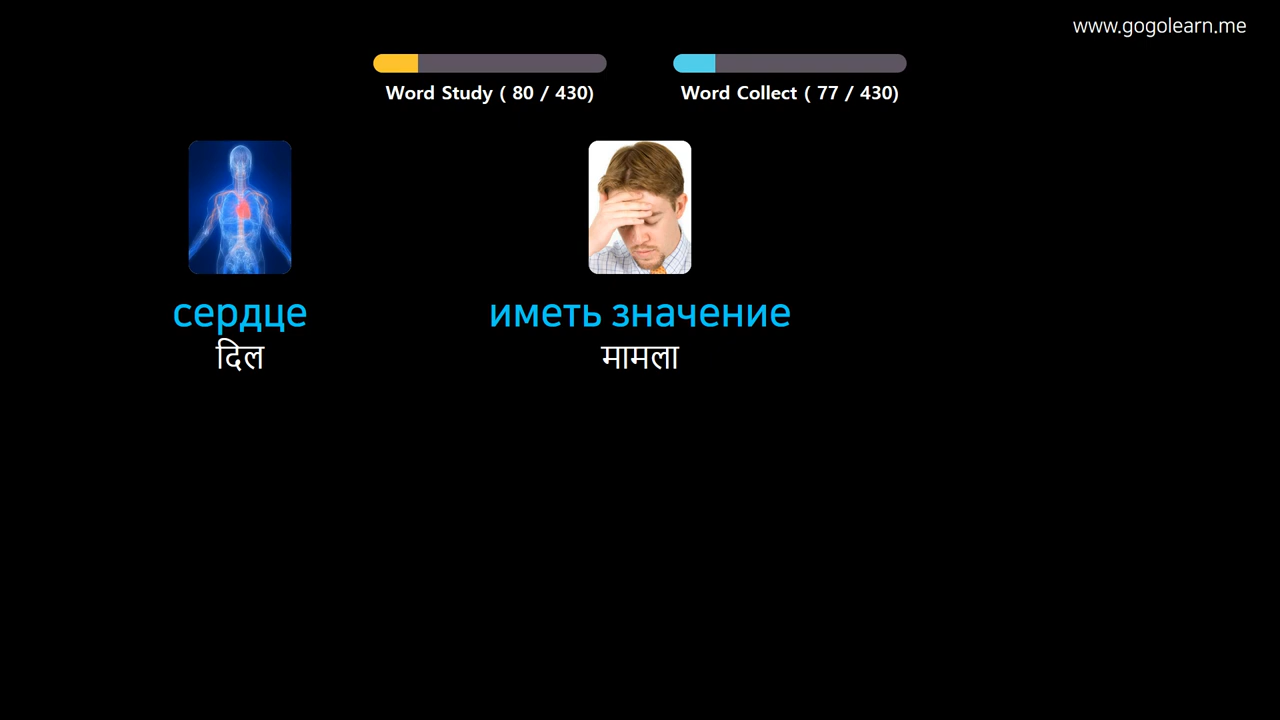 www.gogolearn.me
Word Study ( 80 / 430)
Word Collect ( 77 / 430)
сердце
दिल
иметь значение
मामला